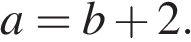 a = b + 2.